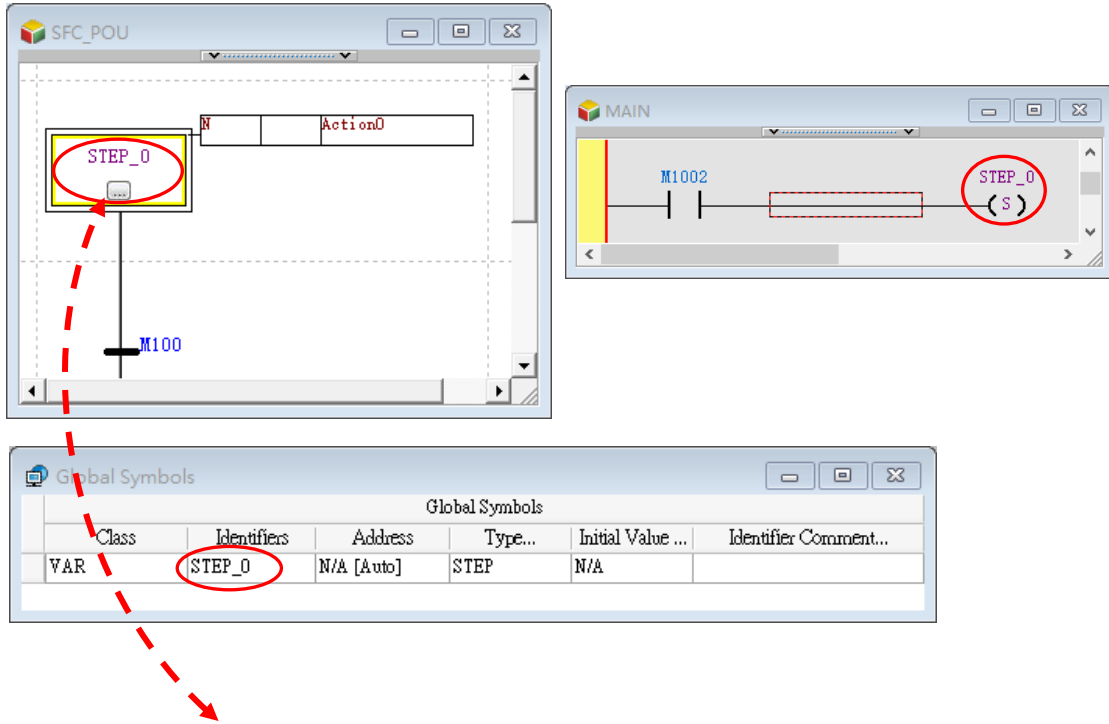 SFC_POU
N Action0
STEP_0
...
M100
MAIN
M1002 STEP_0
S
Global Symbols
Global Symbols
Class Identifiers Address Type... Initial Value ... Identifier Comment...
VAR STEP_0 N/A [Auto] STEP N/A